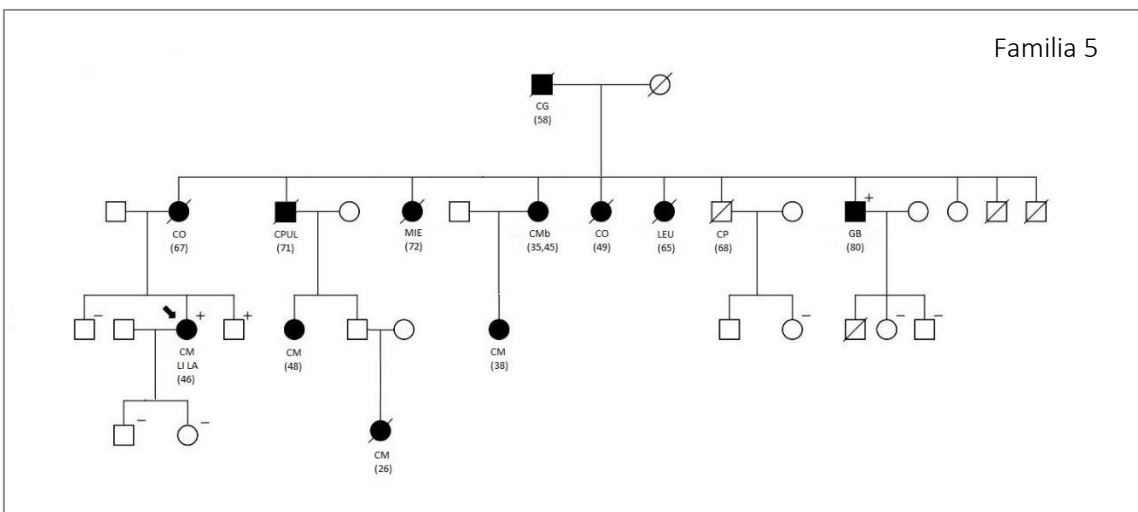 Familia 5
CG
(58)
+
CO
(67)
CPUL
(71)
MIE
(72)
CMb
(35,45)
CO
(49)
LEU
(65)
CP
(68)
GB
(80)
−
+
+
−
−
−
CM
LI LA
(46)
CM
(48)
CM
(38)
−
−
CM
(26)